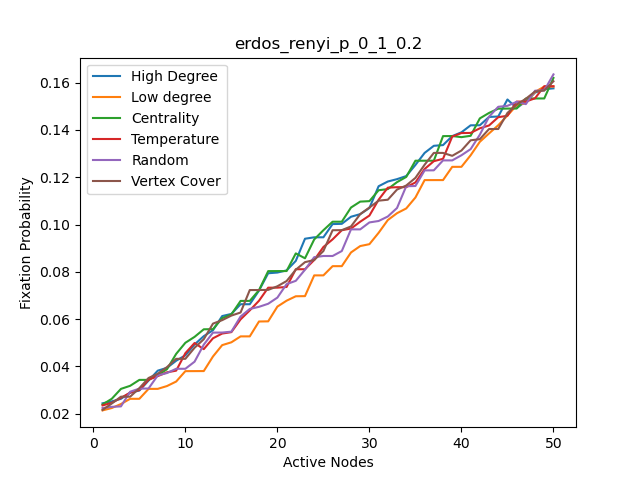 erdos_renyi_p_0_1_0.2
High Degree
Low degree
Centrality
Temperature
Random
Vertex Cover
Fixation Probability
0.16
0.14
0.12
0.10
0.08
0.06
0.04
0.02
0 10 20 30 40 50
Active Nodes